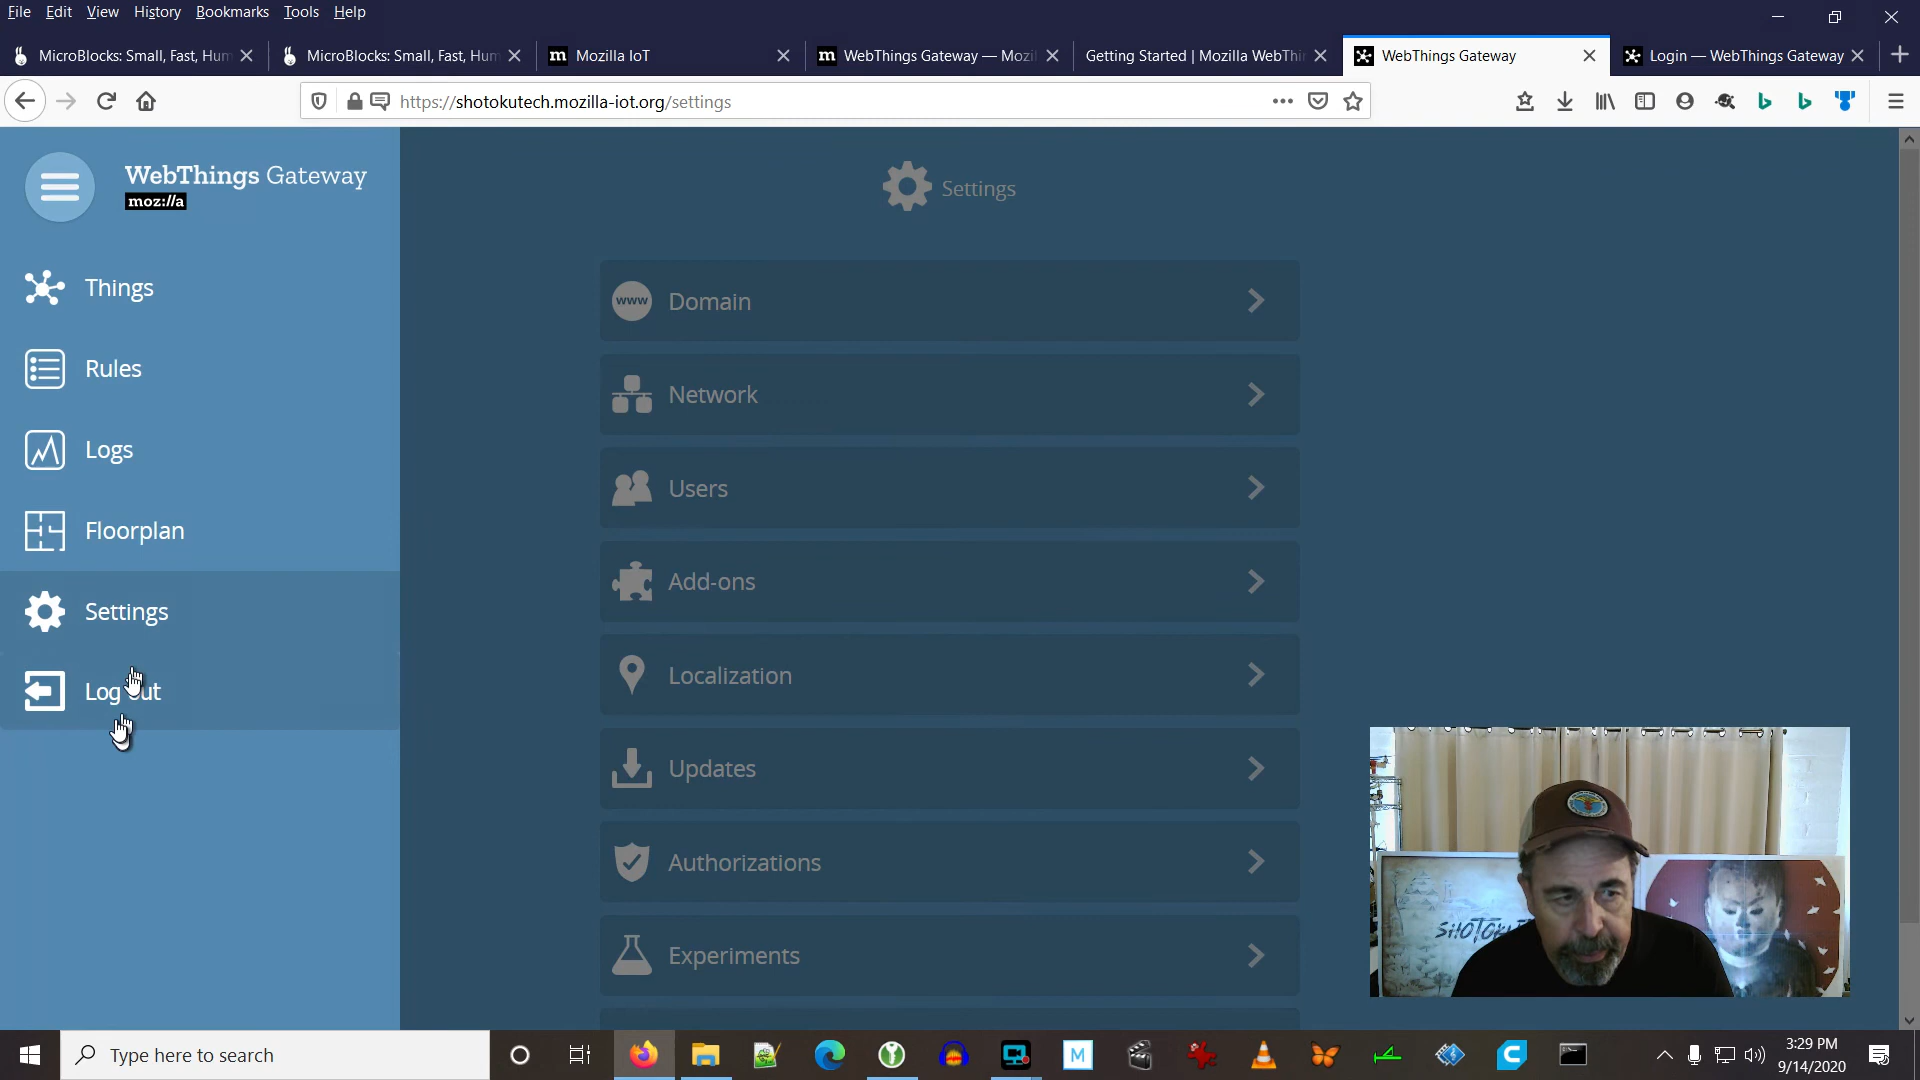 File Edit View History Bookmarks Tools Help
MicroBlocks: Small, Fast, Hum
MicroBlocks: Small, Fast, Hum
m Mozilla IoT
m WebThings Gateway — Mozil
Getting Started | Mozilla WebThin
WebThings Gateway
Login — WebThings Gateway
https://shotokutech.mozilla-iot.org/settings
WebThings Gateway
moz://a
Things
Rules
Logs
Floorplan
Settings
Log out
Settings
www Domain
Network
Users
Add-ons
Localization
Updates
Authorizations
Experiments
Type here to search
M
3:29 PM
9/14/2020